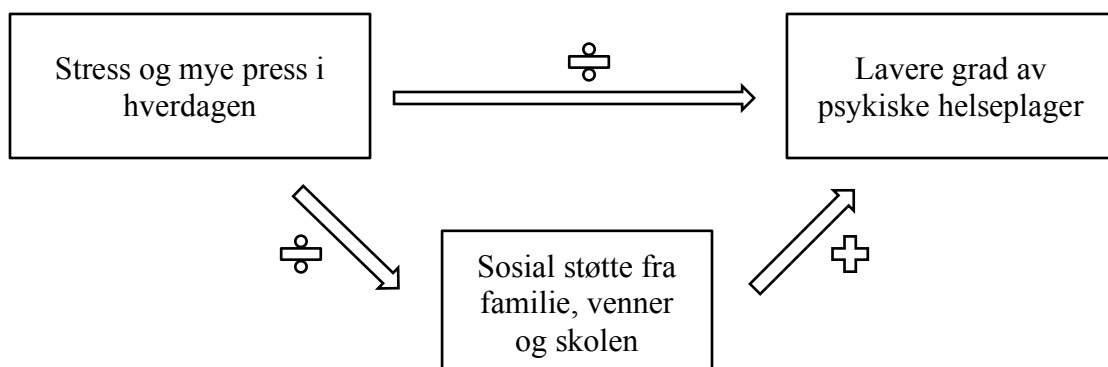 Stress og mye press i
hverdagen
÷
Lavere grad av
psykiske helseplager
÷
Sosial støtte fra
familie, venner
og skolen
+